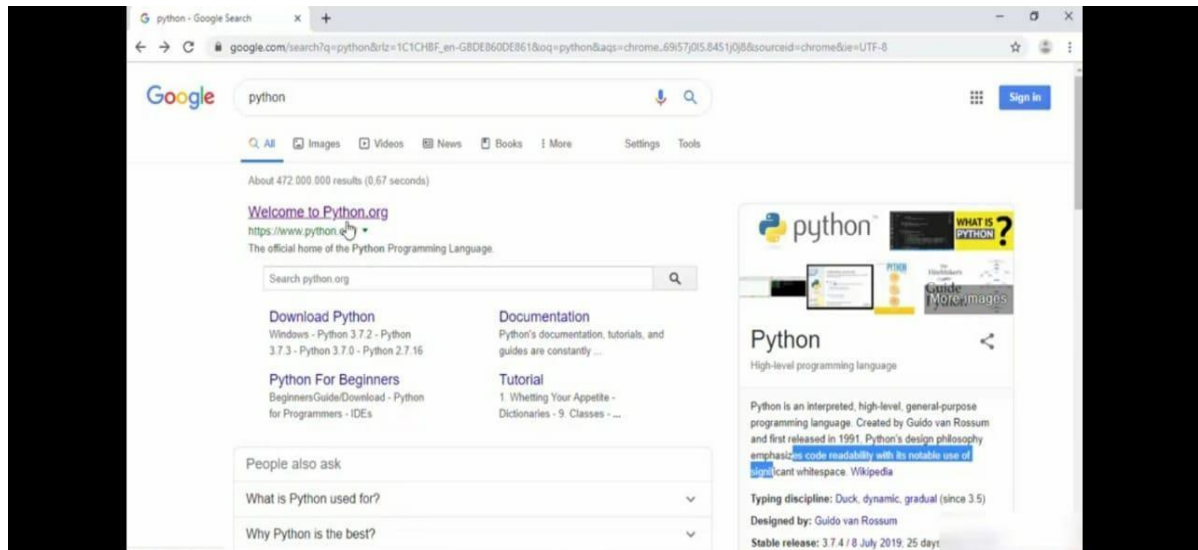 python - Google Search
google.com/search?q=python&rlz=1C1CHBF_en-GBDE860DE861&oq=python&aqs=chrome..69i57j0l5.8451j0j8&sourceid=chrome&ie=UTF-8
Google
python
Sign in
All Images Videos News Books More Settings Tools
About 472.000.000 results (0,67 seconds)
Welcome to Python.org
https://www.python.
The official home of the Python Programming Language.
Search python.org
Download Python
Windows - Python 3.7.2 - Python
3.7.3 - Python 3.7.0 - Python 2.7.16
Documentation
Python's documentation, tutorials, and
guides are constantly ...
Python For Beginners
BeginnersGuide/Download - Python
for Programmers - IDEs
Tutorial
1. Whetting Your Appetite -
Dictionaries - 9. Classes - ...
People also ask
What is Python used for?
Why Python is the best?
python
WHAT IS
PYTHON ?
PYTHON
Guide
More images
Python
High-level programming language
Python is an interpreted, high-level, general-purpose
programming language. Created by Guido van Rossum
and first released in 1991, Python's design philosophy
emphasizes code readability with its notable use of
significant whitespace. Wikipedia
Typing discipline: Duck, dynamic, gradual (since 3.5)
Designed by: Guido van Rossum
Stable release: 3.7.4 / 8 July 2019; 25 days